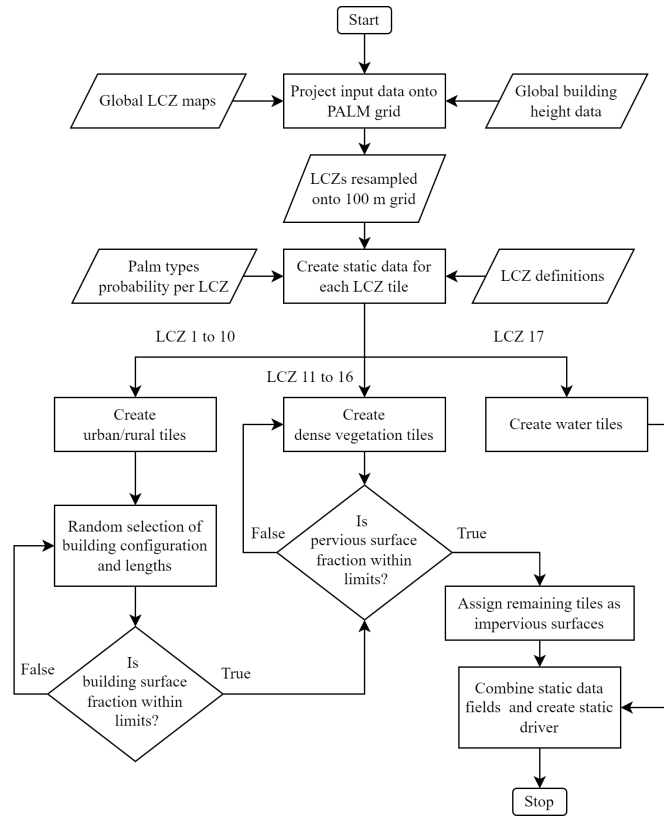 Start
Global LCZ maps
Project input data onto
PALM grid
Global building
height data
LCZs resampled
onto 100 m grid
Palm types
probability per LCZ
Create static data for
each LCZ tile
LCZ definitions
LCZ 1 to 10
LCZ 11 to 16
LCZ 17
Create
urban/rural tiles
Create
dense vegetation tiles
Create water tiles
Random selection of
building configuration
and lengths
False
Is
pervious surface
fraction within
limits?
True
Assign remaining tiles as
impervious surfaces
False
Is
building surface
fraction within
limits?
True
Combine static data
fields and create static
driver
Stop